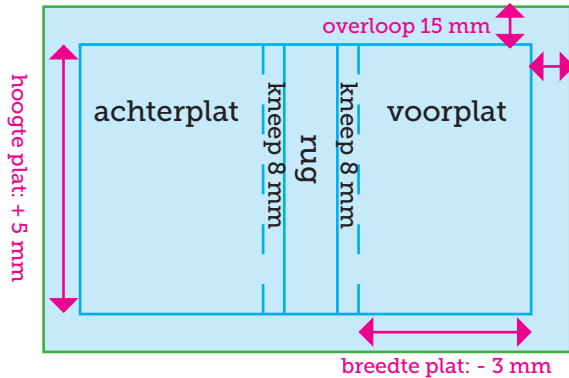 overloop 15 mm
hoogte plat: + 5 mm
achterplat
kneep 8 mm
rug
kneep 8 mm
voorplat
breedte plat: - 3 mm